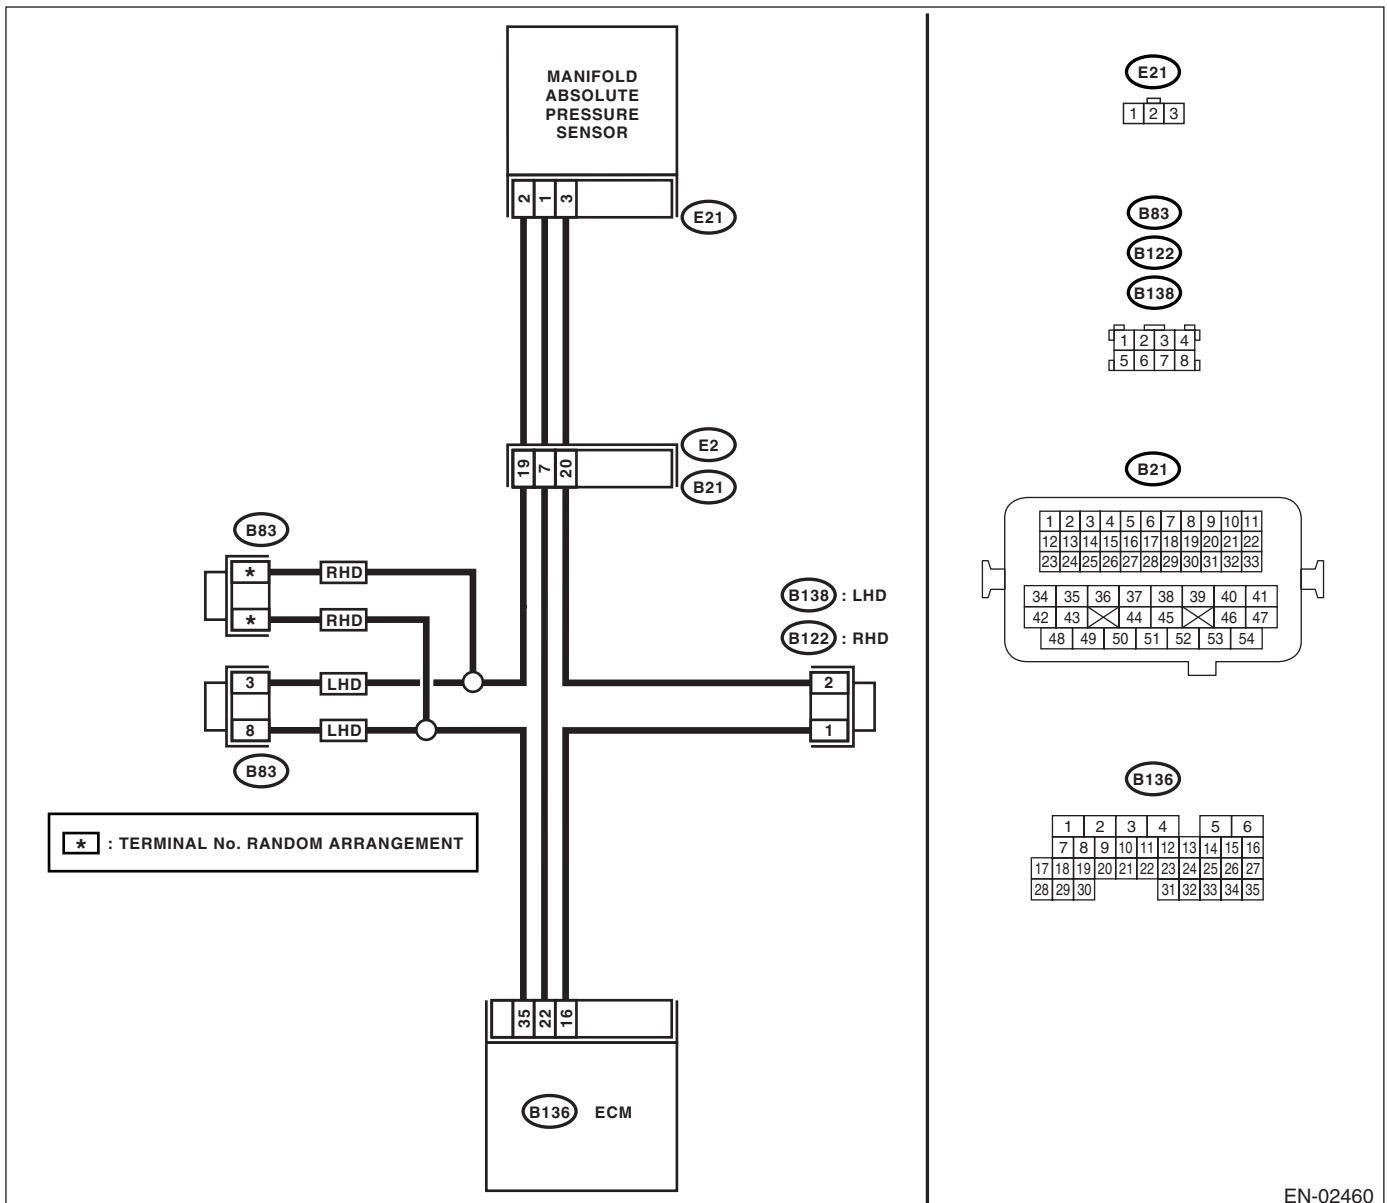 MANIFOLD
ABSOLUTE
PRESSURE
SENSOR
2 1 3
E21
E2
19 7 20
B21
B83
* RHD
* RHD
3 LHD
8 LHD
B83
B138 : LHD
B122 : RHD
2
1
* : TERMINAL No. RANDOM ARRANGEMENT
35 22 16
B136 ECM
E21
1 2 3
B83
B122
B138
1 2 3 4
5 6 7 8
B21
1 2 3 4 5 6 7 8 9 10 11
12 13 14 15 16 17 18 19 20 21 22
23 24 25 26 27 28 29 30 31 32 33
34 35 36 37 38 39 40 41
42 43 44 45 46 47
48 49 50 51 52 53 54
B136
1 2 3 4 5 6
7 8 9 10 11 12 13 14 15 16
17 18 19 20 21 22 23 24 25 26 27
28 29 30 31 32 33 34 35
EN-02460